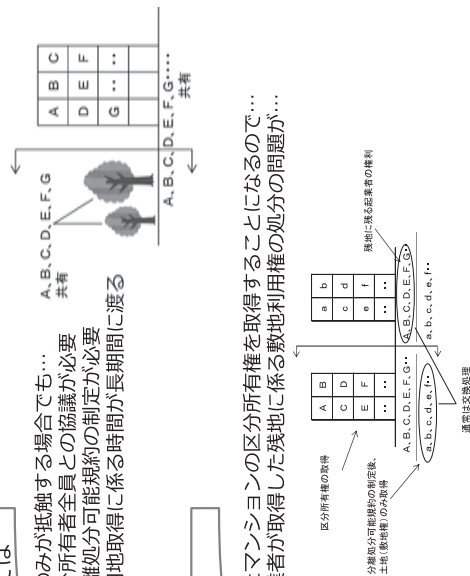 とは
のみが抵触する場合でも…
所有者全員との協議が必要
離処分可能規約の制定が必要
地取得に係る時間が長期間に渡る
A、B、C、D、E、F、G
共有
A B C
D E F
G ‥ ‥
A、B、C、D、E、F、G‥‥
共有
マンションの区分所有権を取得することになるので…
業者が取得した残地に係る敷地利用権の処分の問題が…
区分所有権の取得
A B
C D
E F
‥ ‥
a b
c d
e f
‥ ‥
残地に残る起業者の権利
A、B、C、D、E、F、G‥
A、B、C、D、E、F、G‥
a、b、c、d、e、f‥
a、b、c、d、e、f‥
分離処分可能規約の制定後、
土地(敷地権)のみ取得
通常は交換処理